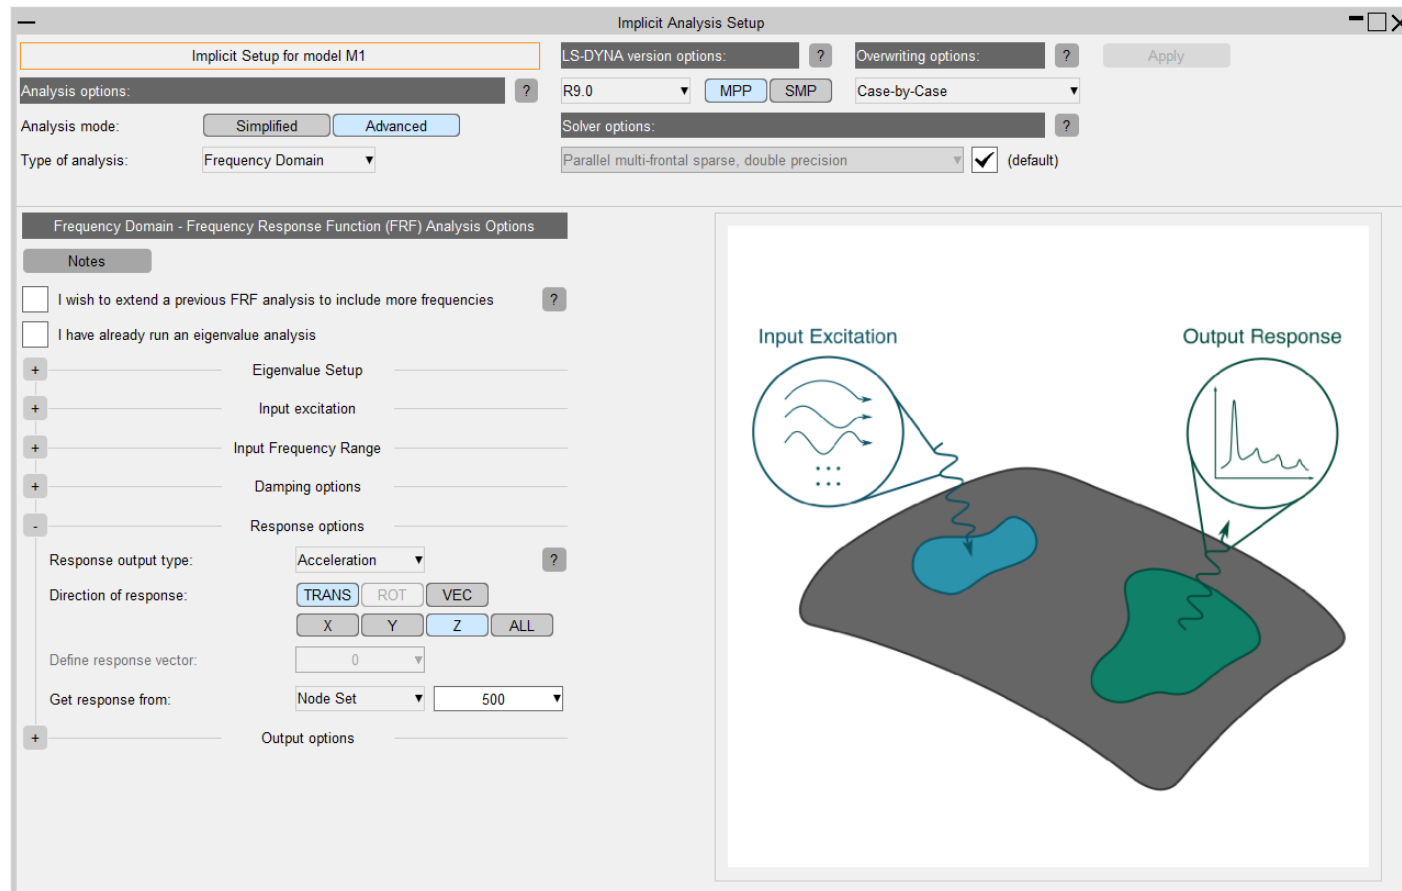 Implicit Analysis Setup
Implicit Setup for model M1
LS-DYNA version options:
?
Overwriting options:
?
Apply
Analysis options:
?
R9.0
MPP
SMP
Case-by-Case
Analysis mode:
Simplified
Advanced
Solver options:
?
Type of analysis:
Frequency Domain
Parallel multi-frontal sparse, double precision
(default)
Frequency Domain - Frequency Response Function (FRF) Analysis Options
Notes
I wish to extend a previous FRF analysis to include more frequencies
?
I have already run an eigenvalue analysis
+
Eigenvalue Setup
+
Input excitation
+
Input Frequency Range
+
Damping options
-
Response options
Response output type:
Acceleration
?
Direction of response:
TRANS
ROT
VEC
X
Y
Z
ALL
Define response vector:
0
Get response from:
Node Set
500
+
Output options
Input Excitation
Output Response